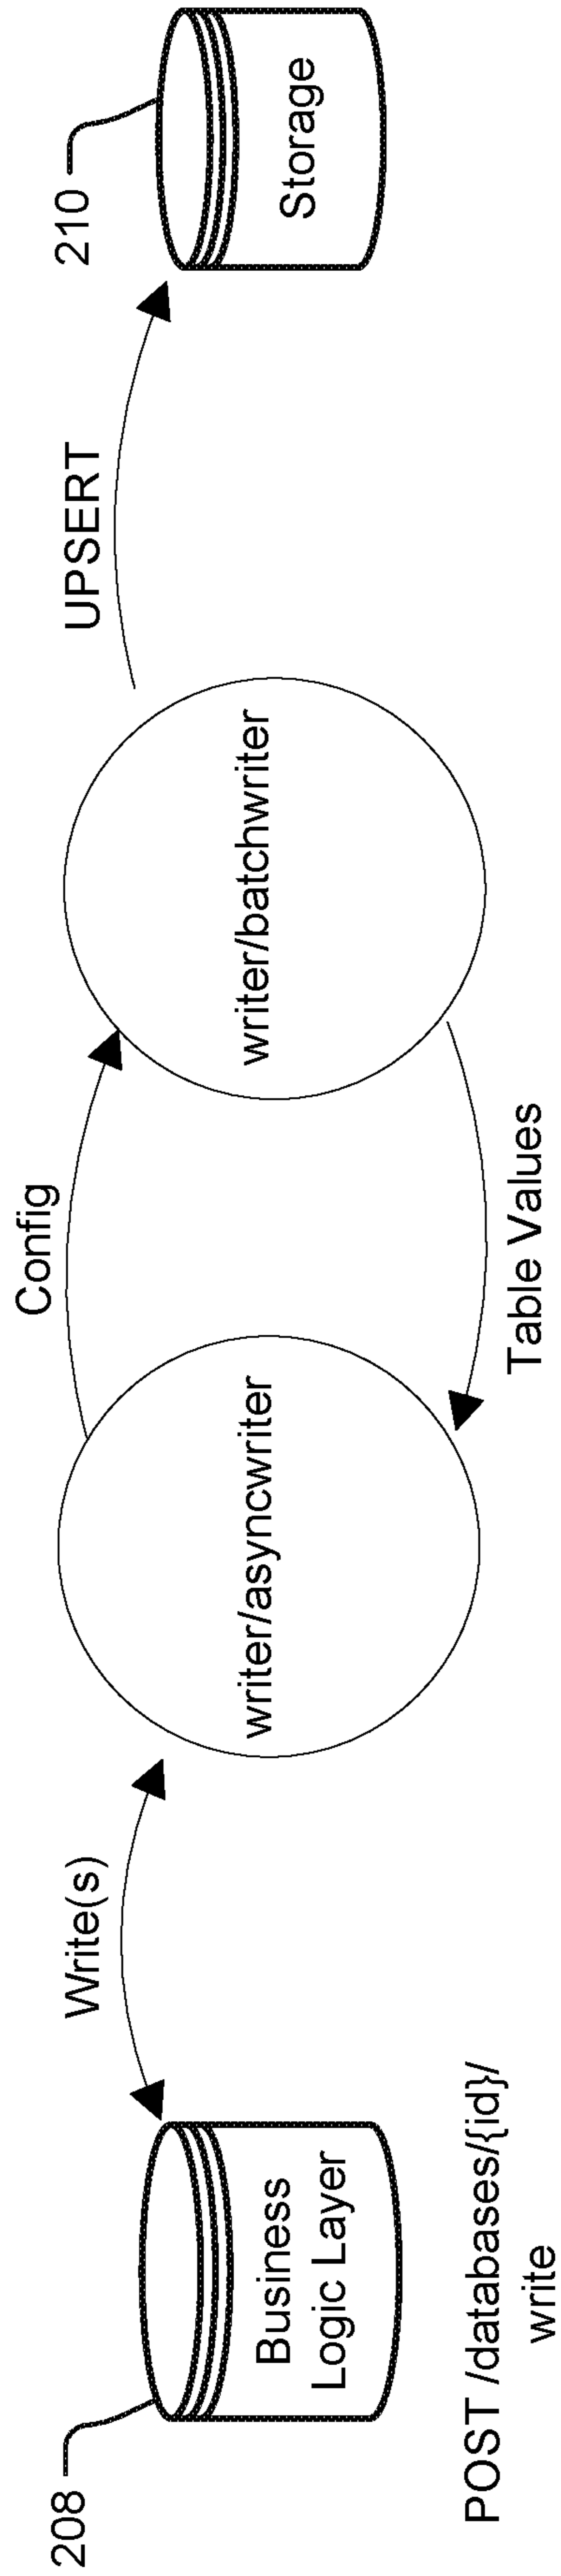 208
Business
Logic Layer
POST /databases/{id}/
write
Write(s)
writer/asyncwriter
Config
Table Values
writer/batchwriter
UPSERT
210
Storage